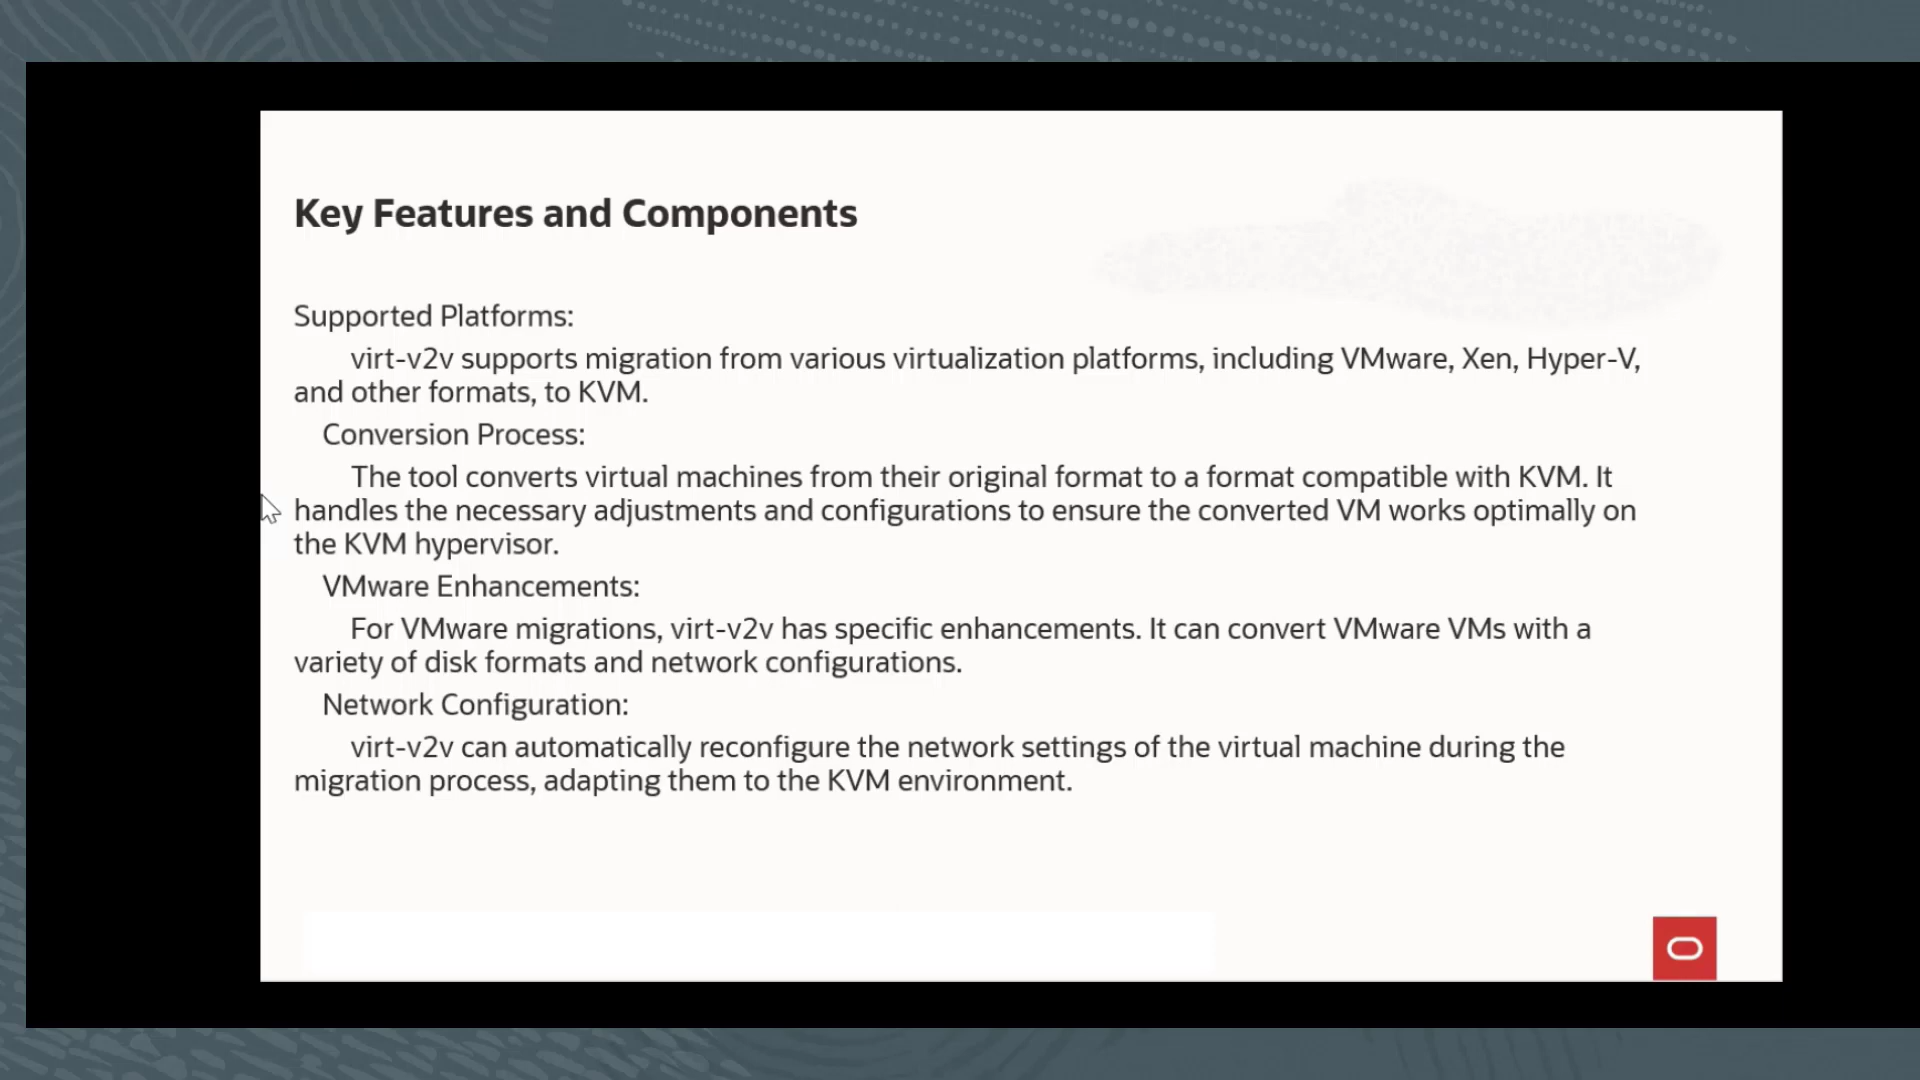 Key Features and Components
Supported Platforms:
virt-v2v supports migration from various virtualization platforms, including VMware, Xen, Hyper-V,
and other formats, to KVM.
Conversion Process:
The tool converts virtual machines from their original format to a format compatible with KVM. It
handles the necessary adjustments and configurations to ensure the converted VM works optimally on
the KVM hypervisor.
VMware Enhancements:
For VMware migrations, virt-v2v has specific enhancements. It can convert VMware VMs with a
variety of disk formats and network configurations.
Network Configuration:
virt-v2v can automatically reconfigure the network settings of the virtual machine during the
migration process, adapting them to the KVM environment.